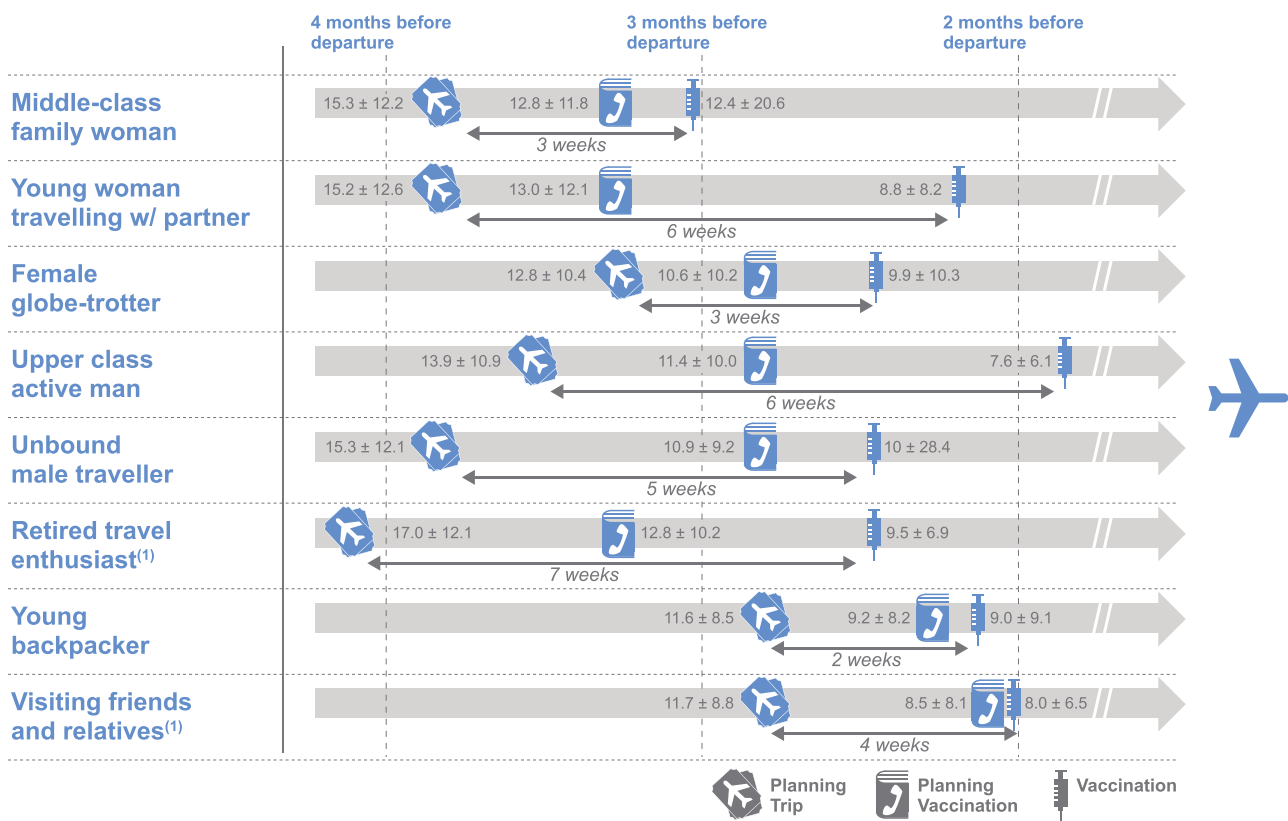 4 months before
departure
3 months before
departure
2 months before
departure
Middle-class
family woman
15.3 ± 12.2
12.8 ± 11.8
12.4 ± 20.6
3 weeks
Young woman
travelling w/ partner
15.2 ± 12.6
13.0 ± 12.1
8.8 ± 8.2
6 weeks
Female
globe-trotter
12.8 ± 10.4
10.6 ± 10.2
9.9 ± 10.3
3 weeks
Upper class
active man
13.9 ± 10.9
11.4 ± 10.0
7.6 ± 6.1
6 weeks
Unbound
male traveller
15.3 ± 12.1
10.9 ± 9.2
10 ± 28.4
5 weeks
Retired travel
enthusiast(1)
17.0 ± 12.1
12.8 ± 10.2
9.5 ± 6.9
7 weeks
Young
backpacker
11.6 ± 8.5
9.2 ± 8.2
9.0 ± 9.1
2 weeks
Visiting friends
and relatives(1)
11.7 ± 8.8
8.5 ± 8.1
8.0 ± 6.5
4 weeks
Planning
Trip
Planning
Vaccination
Vaccination